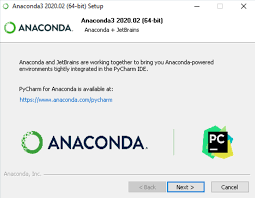 Anaconda3 2020.02 (64-bit) Setup
Anaconda3 2020.02 (64-bit)
Anaconda + JetBrains
ANACONDA.
Anaconda and JetBrains are working together to bring you Anaconda-powered
environments tightly integrated in the PyCharm IDE.
PyCharm for Anaconda is available at:
https://www.anaconda.com/pycharm
ANACONDA.
PC
Anaconda, Inc.
< Back
Next >
Cancel